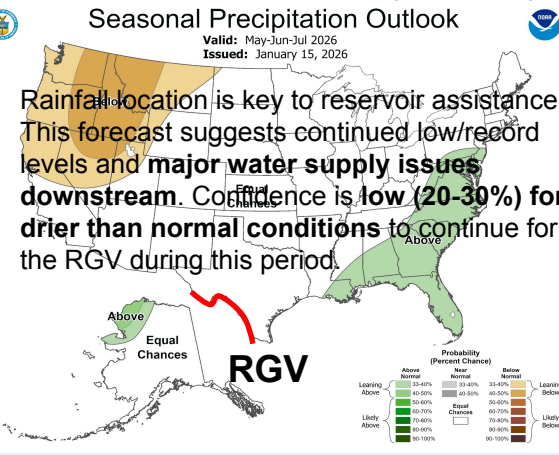 Seasonal Precipitation Outlook
Valid: May-Jun-Jul 2026
Issued: January 15, 2026
NOAA
Rainfall location is key to reservoir assistance
This forecast suggests continued low/record
levels and major water supply issues
downstream. Confidence is low (20-30%) for
drier than normal conditions to continue for
the RGV during this period.
Below
Equal
Chances
Above
Above
Equal
Chances
RGV
Probability
(Percent Chance)
Above
Normal
Near
Normal
Below
Normal
Leaning
Above
33-40%
40-50%
33-40%
40-50%
33-40%
40-50%
Leaning
Below
Likely
Above
50-60%
60-70%
70-80%
80-90%
90-100%
Equal
Chances
50-60%
60-70%
70-80%
80-90%
90-100%
Likely
Below